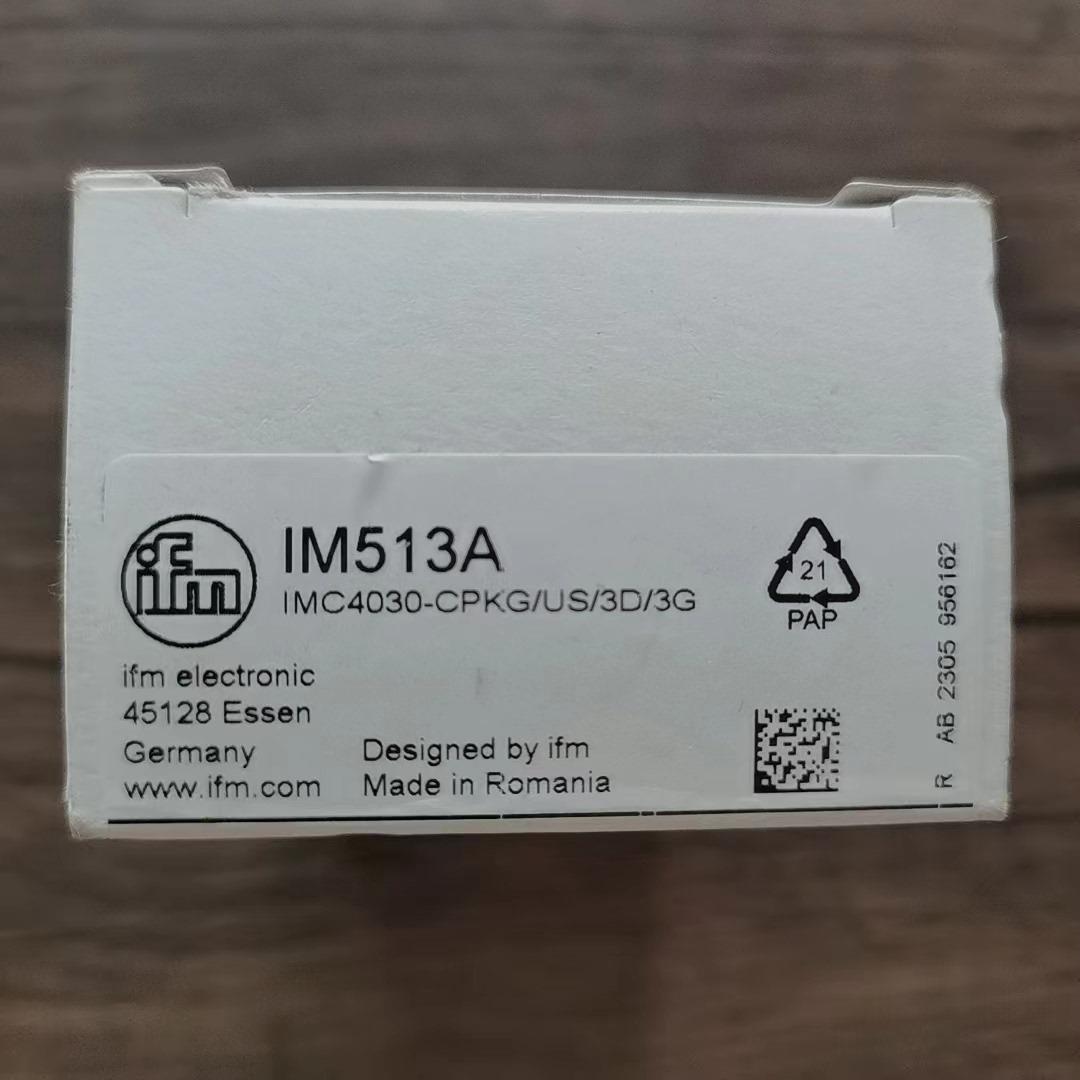 ifm
IM513A
IMC4030-CPKG/US/3D/3G
21
PAP
ifm electronic
45128 Essen
Germany
www.ifm.com
Designed by ifm
Made in Romania
R AB 2305 956162